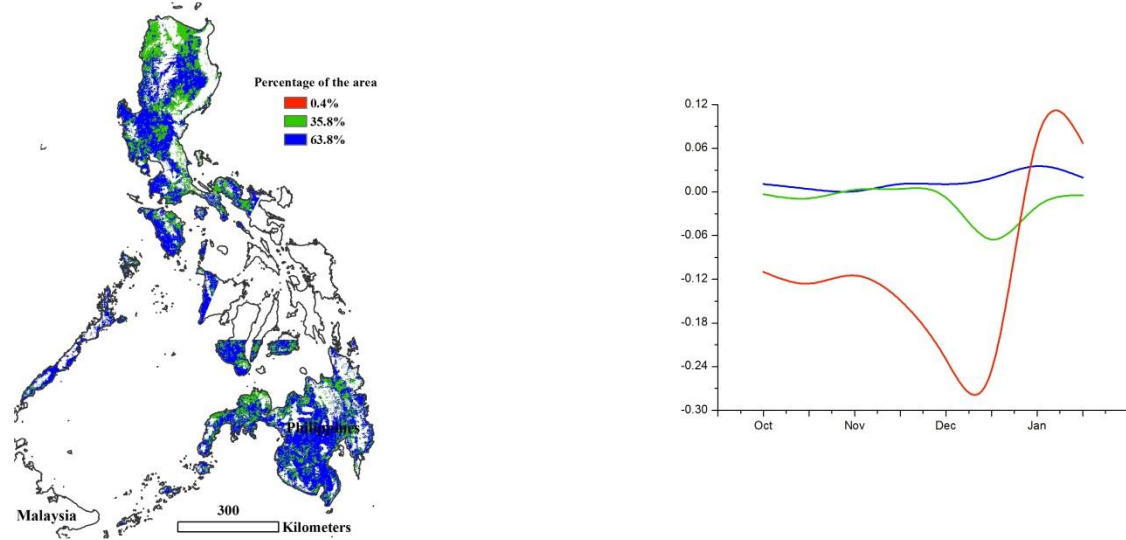 Percentage of the area
0.4%
35.8%
63.8%
Philippines
Malaysia
300
Kilometers
0.12
0.06
0.00
-0.06
-0.12
-0.18
-0.24
-0.30
Oct Nov Dec Jan